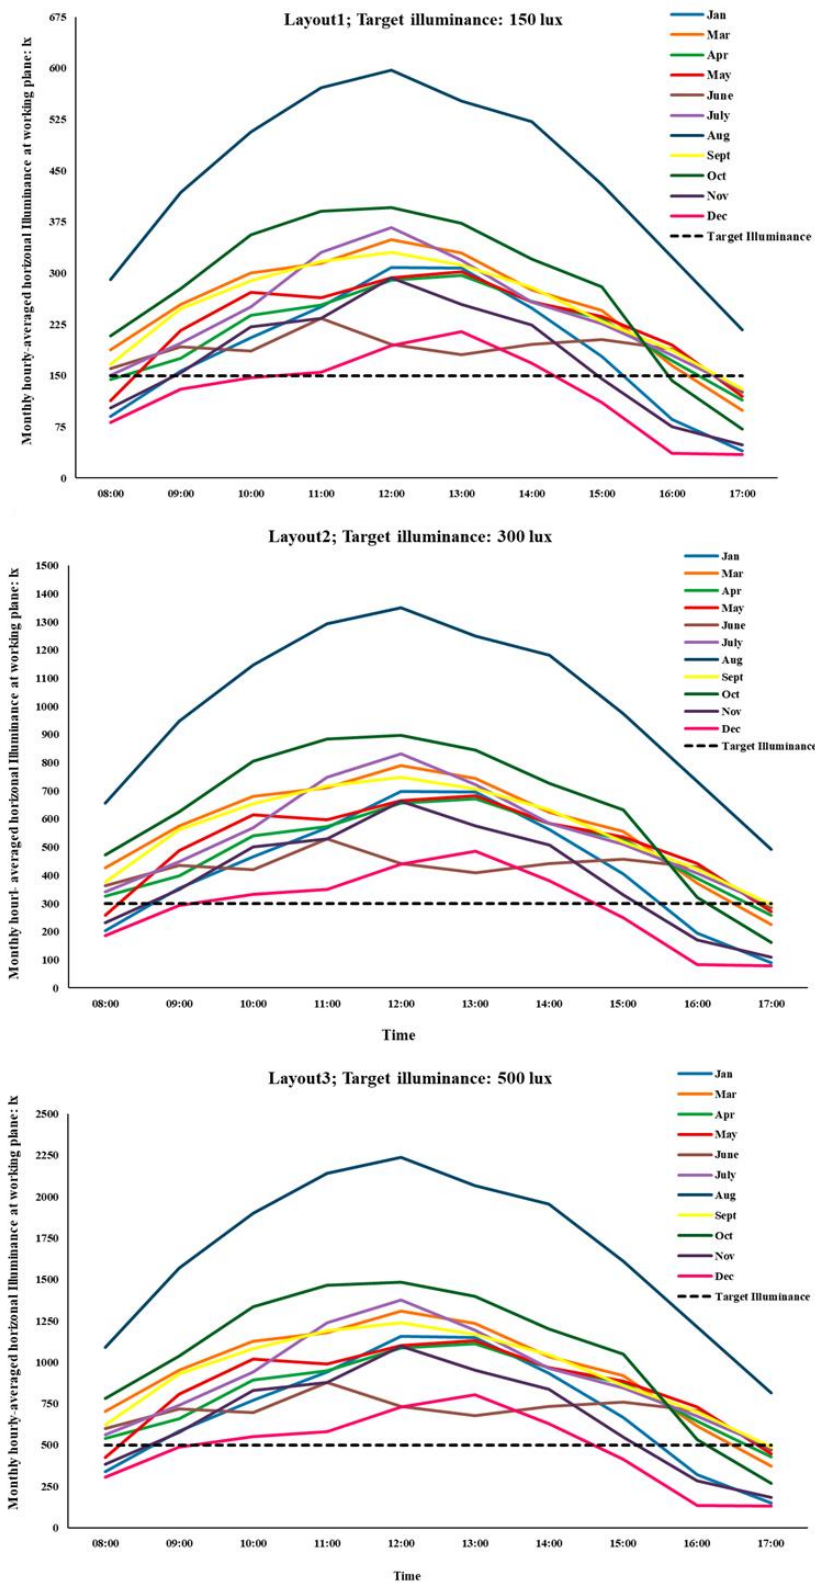 Layout1; Target illuminance: 150 lux
Monthly hourly-averaged horizonal Illuminance at working plane: lx
675
600
525
450
375
300
225
150
75
0
08:00 09:00 10:00 11:00 12:00 13:00 14:00 15:00 16:00 17:00
Jan
Mar
Apr
May
June
July
Aug
Sept
Oct
Nov
Dec
Target Illuminance
Layout2; Target illuminance: 300 lux
Monthly hourl- averaged horizonal Illuminance at working plane: lx
1500
1400
1300
1200
1100
1000
900
800
700
600
500
400
300
200
100
0
08:00 09:00 10:00 11:00 12:00 13:00 14:00 15:00 16:00 17:00
Time
Jan
Mar
Apr
May
June
July
Aug
Sept
Oct
Nov
Dec
Target Illuminance
Layout3; Target illuminance: 500 lux
Monthly hourly-averaged horizonal Illuminance at working plane: lx
2500
2250
2000
1750
1500
1250
1000
750
500
250
0
08:00 09:00 10:00 11:00 12:00 13:00 14:00 15:00 16:00 17:00
Time
Jan
Mar
Apr
May
June
July
Aug
Sept
Oct
Nov
Dec
Target Illuminance